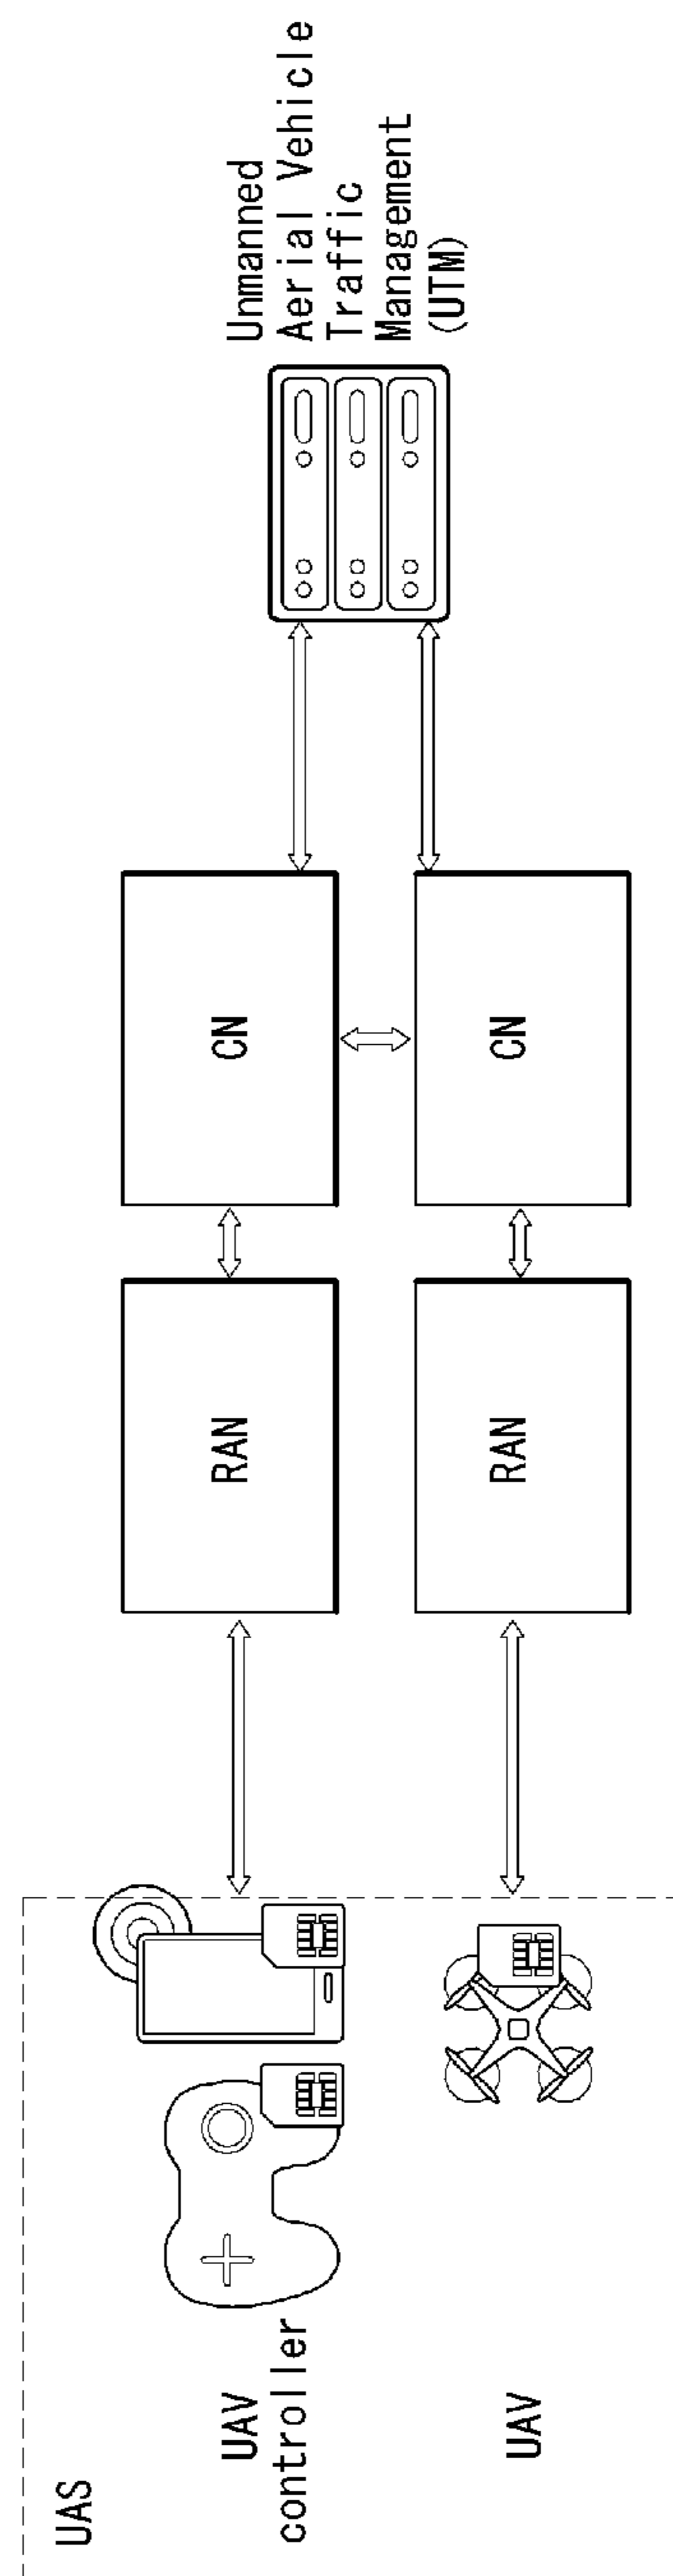 UAS
UAV
controller
RAN
CN
Unmanned
Aerial Vehicle
Traffic
Management
(UTM)
UAV
RAN
CN